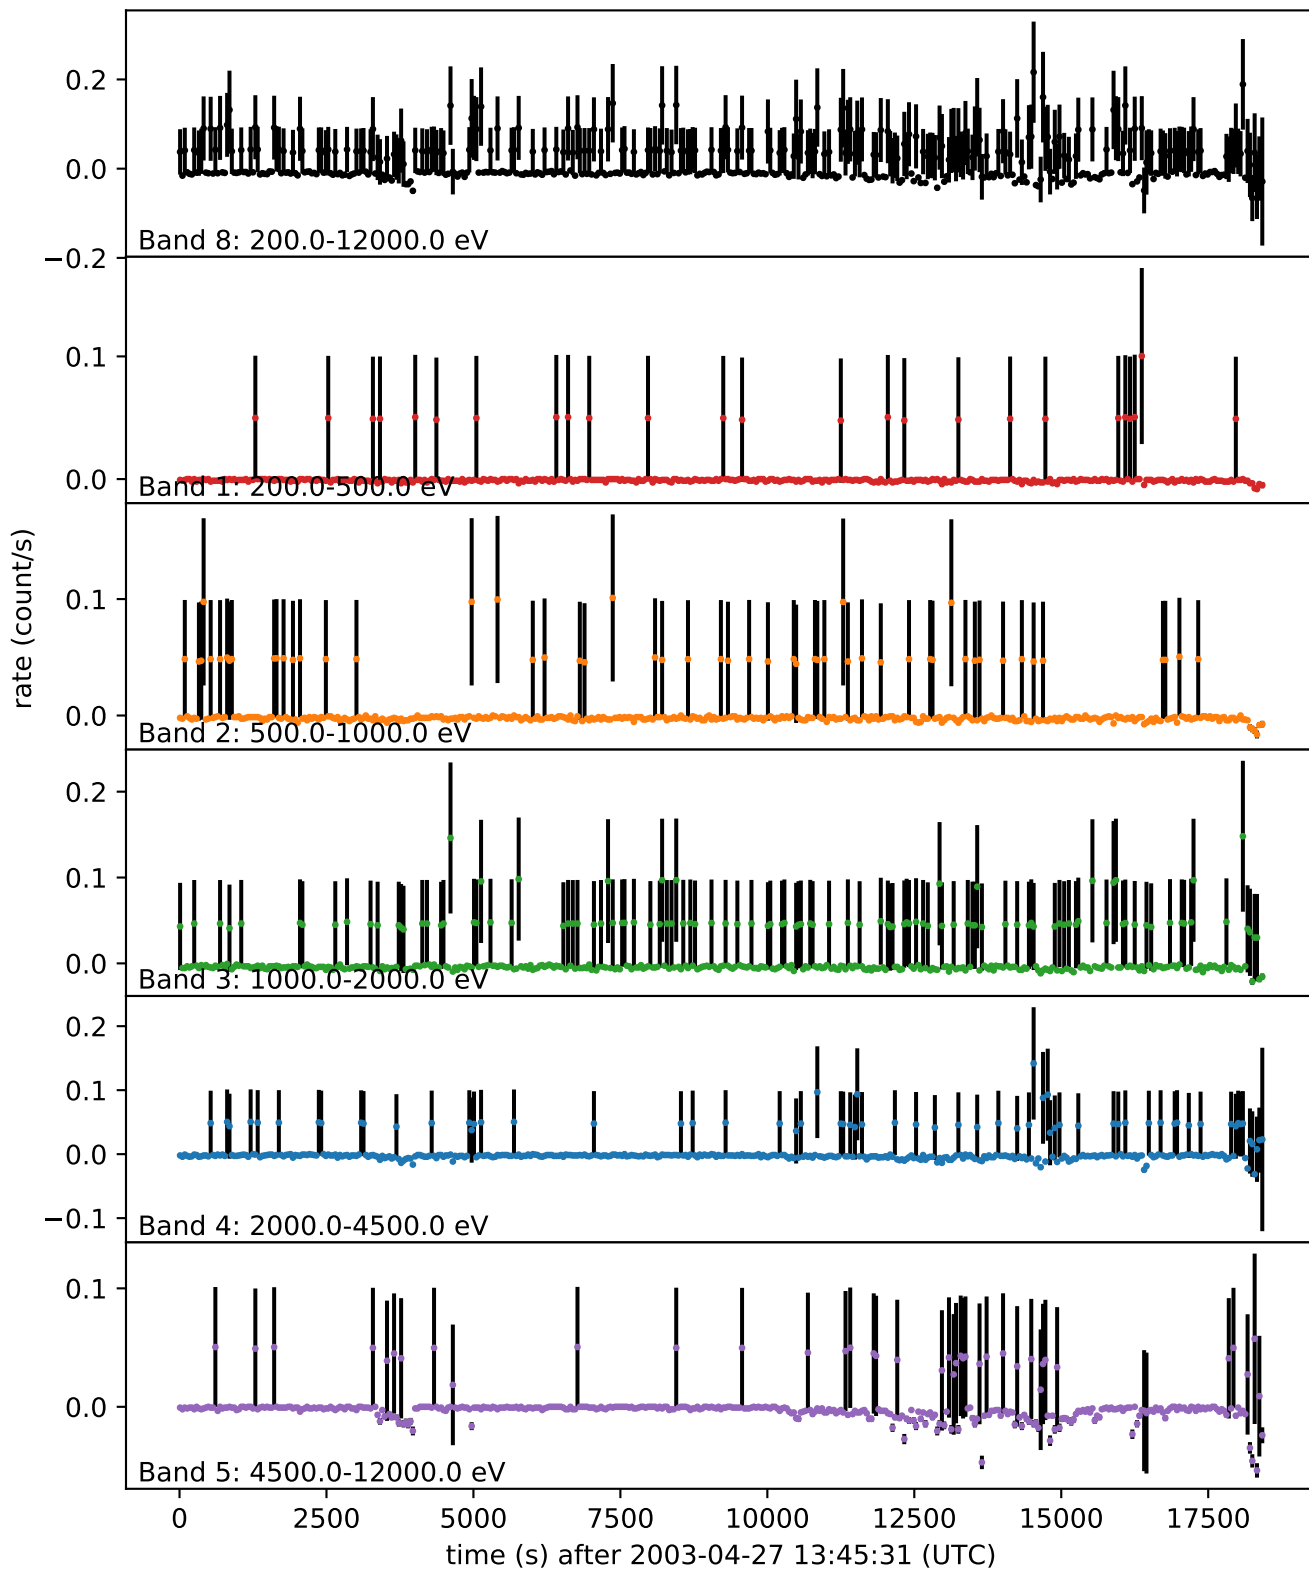 0.2
0.0
−0.2
Band 8: 200.0-12000.0 eV
0.1
0.0
Band 1: 200.0-500.0 eV
0.1
0.0
Band 2: 500.0-1000.0 eV
rate (count/s)
0.2
0.1
0.0
Band 3: 1000.0-2000.0 eV
0.2
0.1
0.0
−0.1
Band 4: 2000.0-4500.0 eV
0.1
0.0
Band 5: 4500.0-12000.0 eV
0 2500 5000 7500 10000 12500 15000 17500
time (s) after 2003-04-27 13:45:31 (UTC)